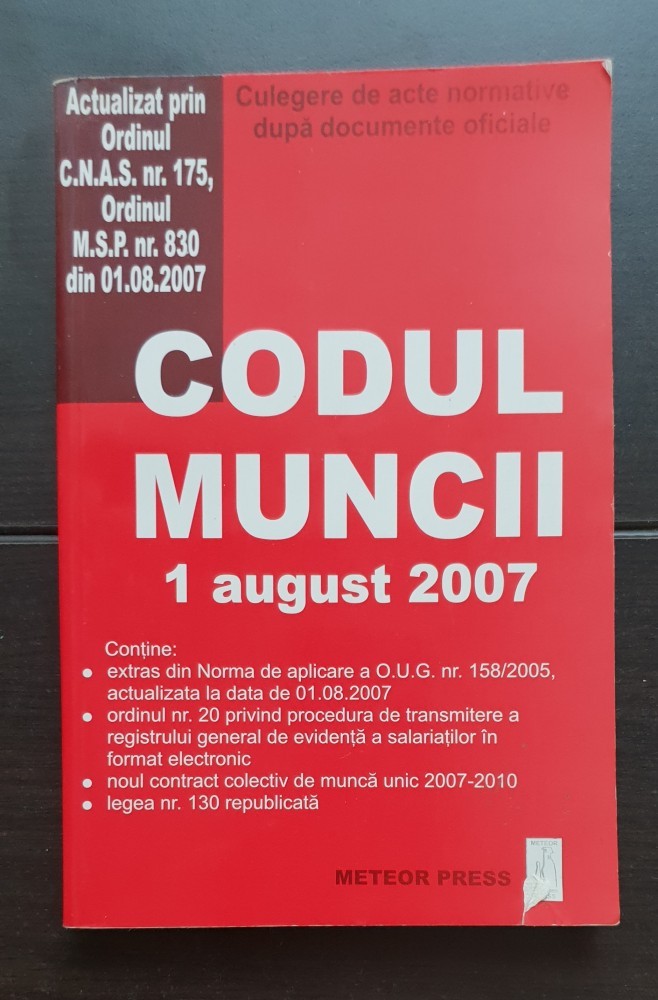 Actualizat prin
Ordinul
C.N.A.S. nr. 175,
Ordinul
M.S.P. nr. 830
din 01.08.2007
Culegere de acte normative
după documente oficiale
CODUL
MUNCII
1 august 2007
Conține:
• extras din Norma de aplicare a O.U.G. nr. 158/2005,
actualizata la data de 01.08.2007
• ordinul nr. 20 privind procedura de transmitere a
registrului general de evidență a salariaților în
format electronic
• noul contract colectiv de muncă unic 2007-2010
• legea nr. 130 republicată
METEOR PRESS
METEOR